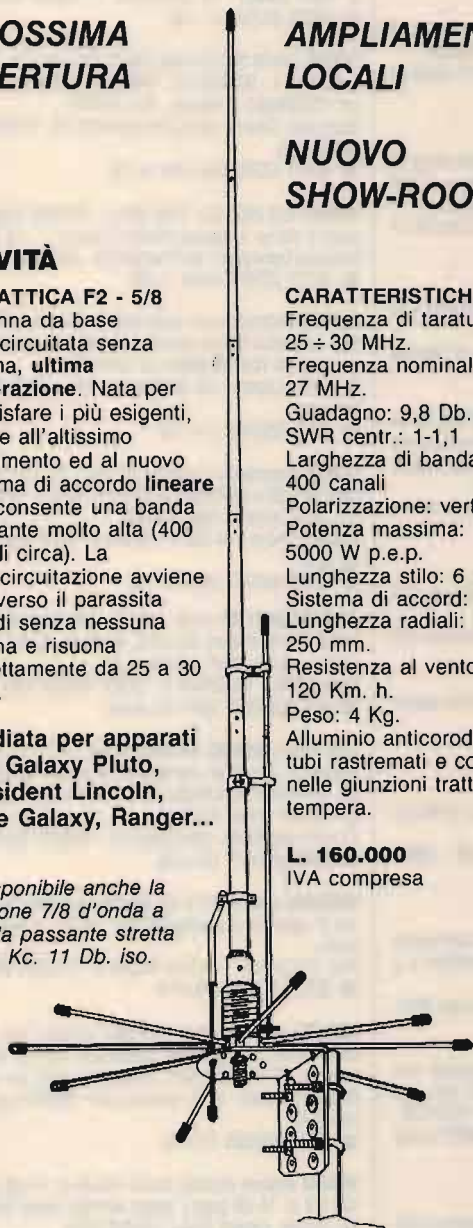 OSSIMA
ERTURA
VITÀ
ATTICA F2 - 5/8
nna da base
circuitata senza
na, ultima
erazione. Nata per
isfare i più esigenti,
e all'altissimo
imento ed al nuovo
ma di accordo lineare
consente una banda
ante molto alta (400
li circa). La
circuitazione avviene
verso il parassita
di senza nessuna
na e risuona
ettamente da 25 a 30
diata per apparati
Galaxy Pluto,
sident Lincoln,
e Galaxy, Ranger...
sponibile anche la
one 7/8 d'onda a
da passante stretta
Kc. 11 Db. iso.
AMPLIAMEN
LOCALI
NUOVO
SHOW-ROO
CARATTERISTICH
Frequenza di taratu
25 ÷ 30 MHz.
Frequenza nominal
27 MHz.
Guadagno: 9,8 Db.
SWR centr.: 1-1,1
Larghezza di banda
400 canali
Polarizzazione: vert
Potenza massima:
5000 W p.e.p.
Lunghezza stilo: 6
Sistema di accord:
Lunghezza radiali:
250 mm.
Resistenza al vento
120 Km. h.
Peso: 4 Kg.
Alluminio anticorod
tubi rastremati e co
nelle giunzioni tratt
tempera.
L. 160.000
IVA compresa